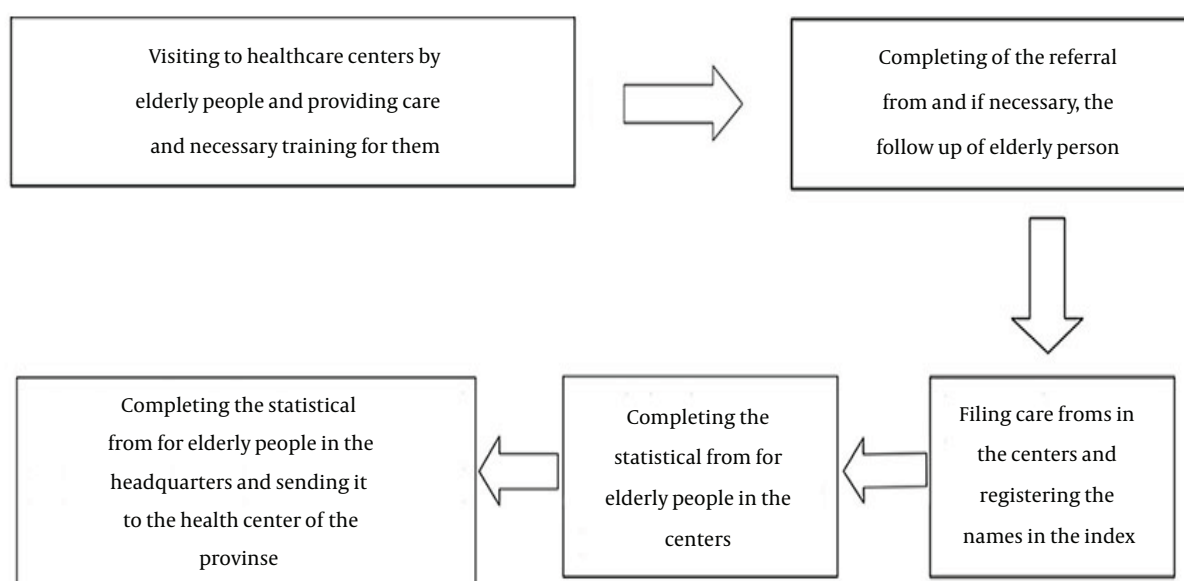 Visiting to healthcare centers by
elderly people and providing care
and necessary training for them
Completing of the referral
from and if necessary, the
follow up of elderly person
Filing care froms in
the centers and
registering the
names in the index
Completing the
statistical from for
elderly people in the
centers
Completing the statistical
from for elderly people in the
headquarters and sending it
to the health center of the
provinse